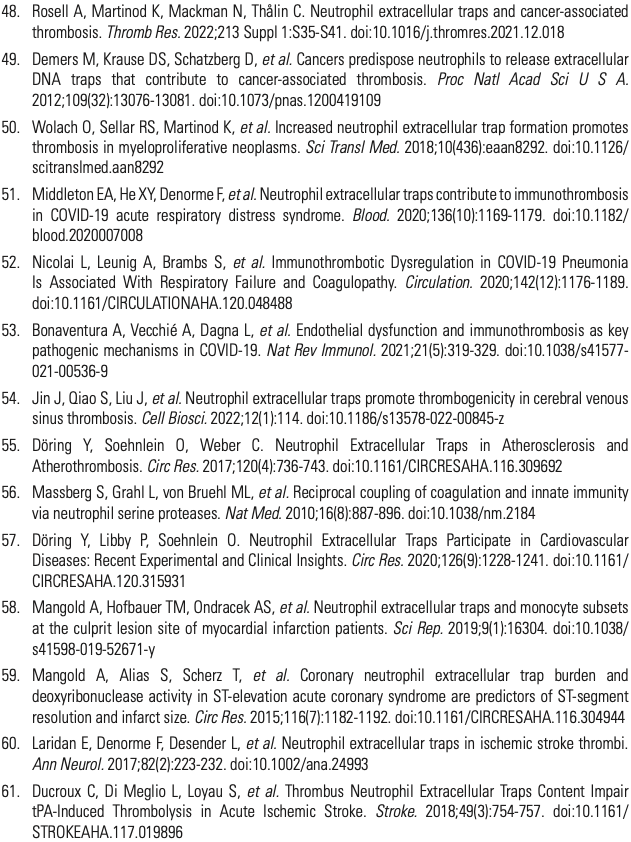 48. Rosell A, Martinod K, Mackman N, Thålin C. Neutrophil extracellular traps and cancer-associated
thrombosis. Thromb Res. 2022;213 Suppl 1:S35-S41. doi:10.1016/j.thromres.2021.12.018
49. Demers M, Krause DS, Schatzberg D, et al. Cancers predispose neutrophils to release extracellular
DNA traps that contribute to cancer-associated thrombosis. Proc Natl Acad Sci U S A.
2012;109(32):13076-13081. doi:10.1073/pnas.1200419109
50. Wolach O, Sellar RS, Martinod K, et al. Increased neutrophil extracellular trap formation promotes
thrombosis in myeloproliferative neoplasms. Sci Transl Med. 2018;10(436):eaan8292. doi:10.1126/
scitranslmed.aan8292
51. Middleton EA, He XY, Denorme F, et al. Neutrophil extracellular traps contribute to immunothrombosis
in COVID-19 acute respiratory distress syndrome. Blood. 2020;136(10):1169-1179. doi:10.1182/
blood.2020007008
52. Nicolai L, Leunig A, Brambs S, et al. Immunothrombotic Dysregulation in COVID-19 Pneumonia
Is Associated With Respiratory Failure and Coagulopathy. Circulation. 2020;142(12):1176-1189.
doi:10.1161/CIRCULATIONAHA.120.048488
53. Bonaventura A, Vecchié A, Dagna L, et al. Endothelial dysfunction and immunothrombosis as key
pathogenic mechanisms in COVID-19. Nat Rev Immunol. 2021;21(5):319-329. doi:10.1038/s41577-
021-00536-9
54. Jin J, Qiao S, Liu J, et al. Neutrophil extracellular traps promote thrombogenicity in cerebral venous
sinus thrombosis. Cell Biosci. 2022;12(1):114. doi:10.1186/s13578-022-00845-z
55. Döring Y, Soehnlein O, Weber C. Neutrophil Extracellular Traps in Atherosclerosis and
Atherothrombosis. Circ Res. 2017;120(4):736-743. doi:10.1161/CIRCRESAHA.116.309692
56. Massberg S, Grahl L, von Bruehl ML, et al. Reciprocal coupling of coagulation and innate immunity
via neutrophil serine proteases. Nat Med. 2010;16(8):887-896. doi:10.1038/nm.2184
57. Döring Y, Libby P, Soehnlein O. Neutrophil Extracellular Traps Participate in Cardiovascular
Diseases: Recent Experimental and Clinical Insights. Circ Res. 2020;126(9):1228-1241. doi:10.1161/
CIRCRESAHA.120.315931
58. Mangold A, Hofbauer TM, Ondracek AS, et al. Neutrophil extracellular traps and monocyte subsets
at the culprit lesion site of myocardial infarction patients. Sci Rep. 2019;9(1):16304. doi:10.1038/
s41598-019-52671-y
59. Mangold A, Alias S, Scherz T, et al. Coronary neutrophil extracellular trap burden and
deoxyribonuclease activity in ST-elevation acute coronary syndrome are predictors of ST-segment
resolution and infarct size. Circ Res. 2015;116(7):1182-1192. doi:10.1161/CIRCRESAHA.116.304944
60. Laridan E, Denorme F, Desender L, et al. Neutrophil extracellular traps in ischemic stroke thrombi.
Ann Neurol. 2017;82(2):223-232. doi:10.1002/ana.24993
61. Ducroux C, Di Meglio L, Loyau S, et al. Thrombus Neutrophil Extracellular Traps Content Impair
tPA-Induced Thrombolysis in Acute Ischemic Stroke. Stroke. 2018;49(3):754-757. doi:10.1161/
STROKEAHA.117.019896